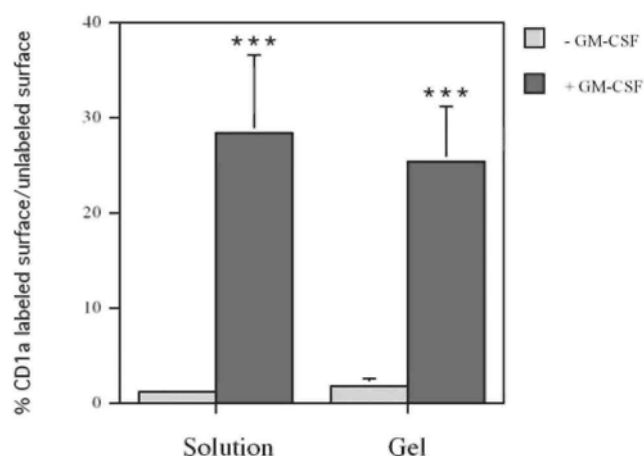 40
30
20
10
0
% CD1a labeled surface/unlabeled surface
***
***
- GM-CSF
+ GM-CSF
Solution
Gel